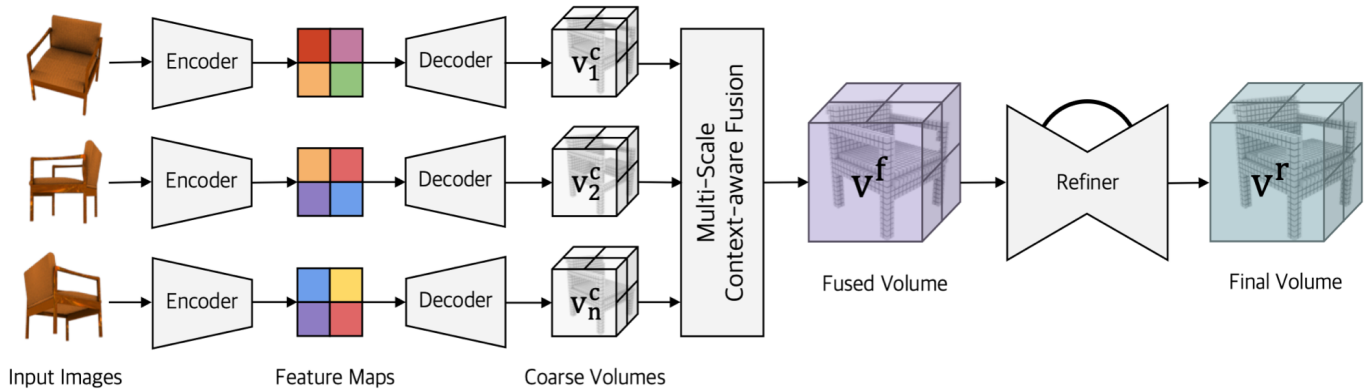 Encoder
Decoder
v₁ᶜ
Encoder
Decoder
v₂ᶜ
Encoder
Decoder
vₙᶜ
Multi-Scale
Context-aware Fusion
vᶠ
Refiner
vʳ
Fused Volume
Final Volume
Input Images
Feature Maps
Coarse Volumes